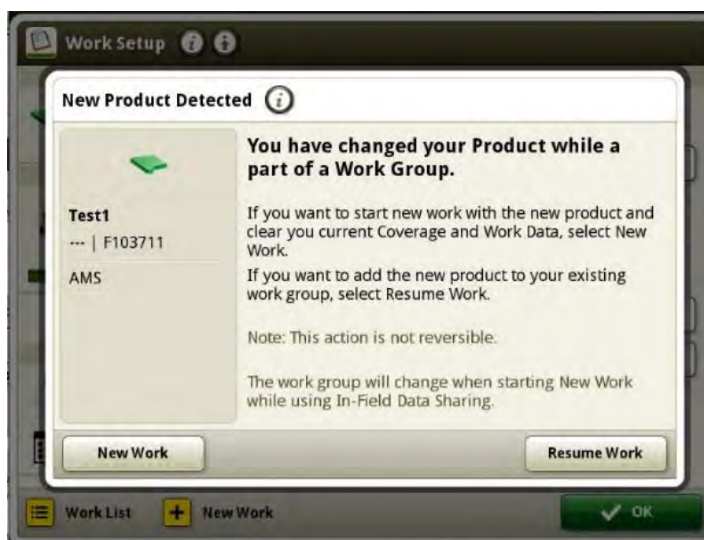 Work Setup
New Product Detected
Test1
--- | F103711
AMS
You have changed your Product while a
part of a Work Group.
If you want to start new work with the new product and
clear you current Coverage and Work Data, select New
Work.
If you want to add the new product to your existing
work group, select Resume Work.
Note: This action is not reversible.
The work group will change when starting New Work
while using In-Field Data Sharing.
New Work
Resume Work
Work List
New Work
OK